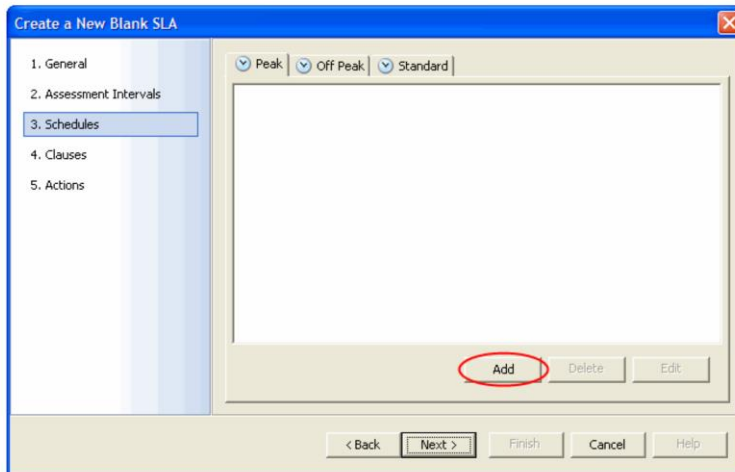 Create a New Blank SLA
1. General
2. Assessment Intervals
3. Schedules
4. Clauses
5. Actions
Peak Off Peak Standard
Add Delete Edit
< Back Next > Finish Cancel Help